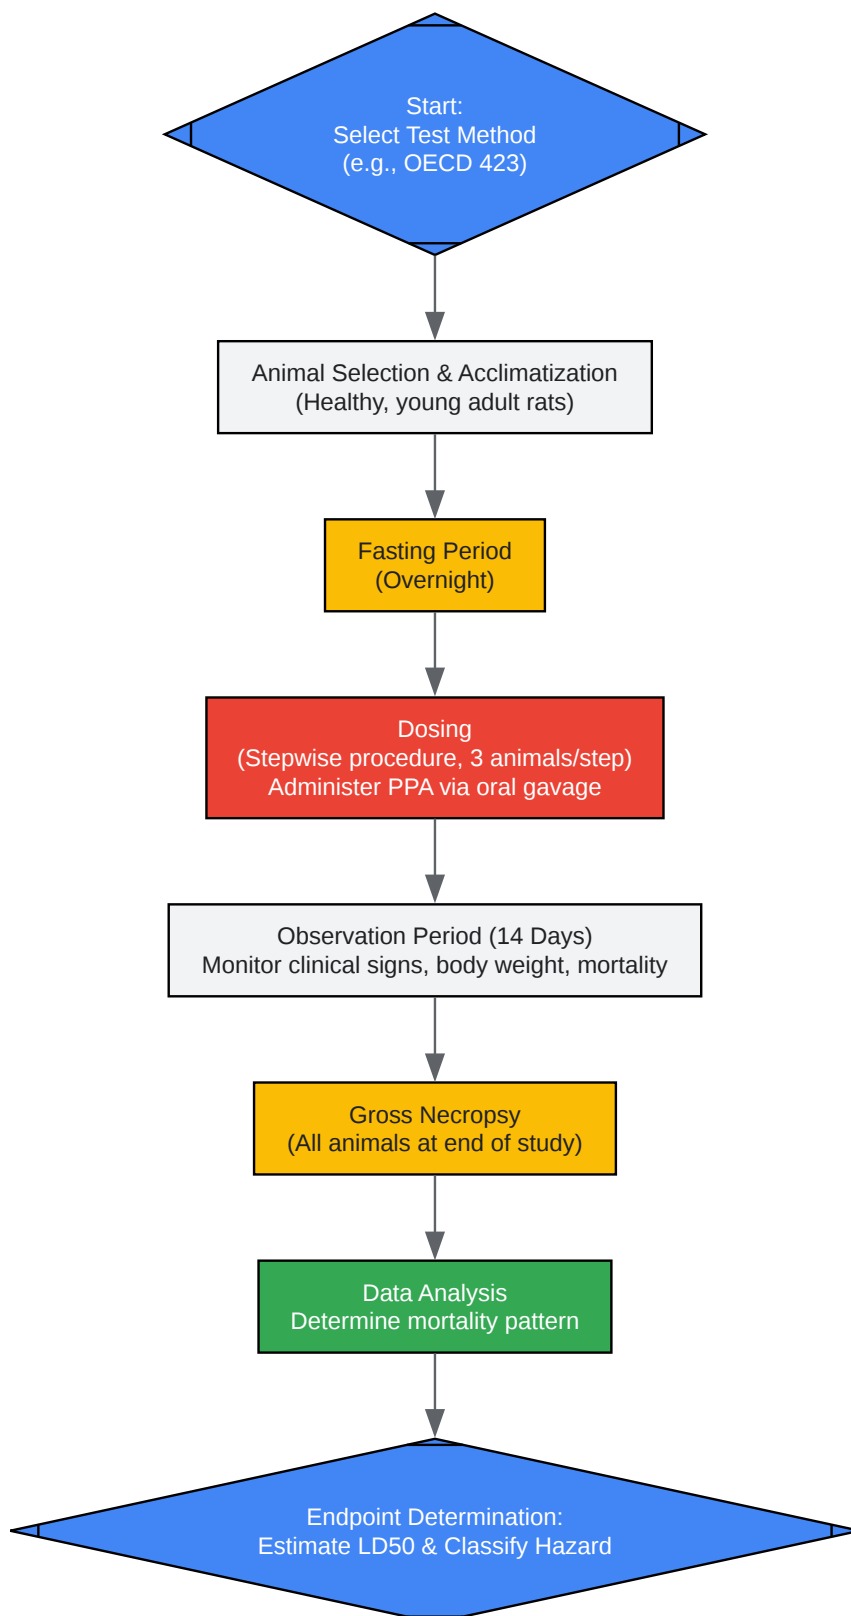 Start:
Select Test Method
(e.g., OECD 423)
Animal Selection & Acclimatization
(Healthy, young adult rats)
Fasting Period
(Overnight)
Dosing
(Stepwise procedure, 3 animals/step)
Administer PPA via oral gavage
Observation Period (14 Days)
Monitor clinical signs, body weight, mortality
Gross Necropsy
(All animals at end of study)
Data Analysis
Determine mortality pattern
Endpoint Determination:
Estimate LD50 & Classify Hazard